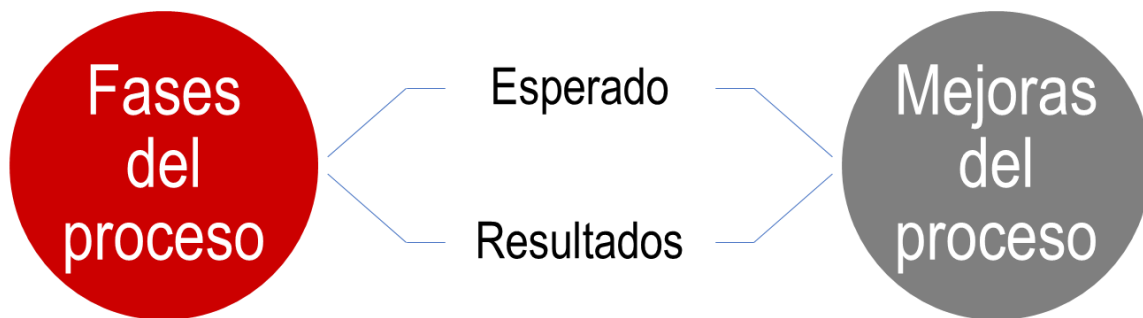 Fases
del
proceso
Esperado
Resultados
Mejoras
del
proceso